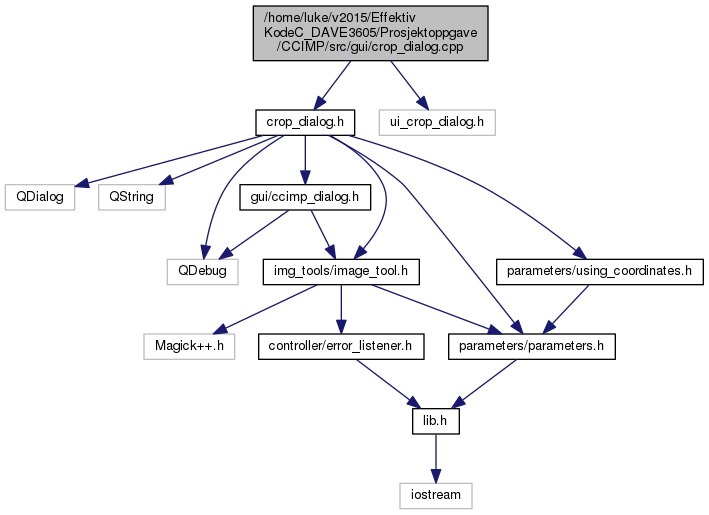 /home/luke/v2015/Effektiv
KodeC_DAVE3605/Prosjektoppgave
/CCIMP/src/gui/crop_dialog.cpp
crop_dialog.h
ui_crop_dialog.h
QDialog
QString
gui/ccimp_dialog.h
QDebug
img_tools/image_tool.h
parameters/using_coordinates.h
Magick++.h
controller/error_listener.h
parameters/parameters.h
lib.h
iostream